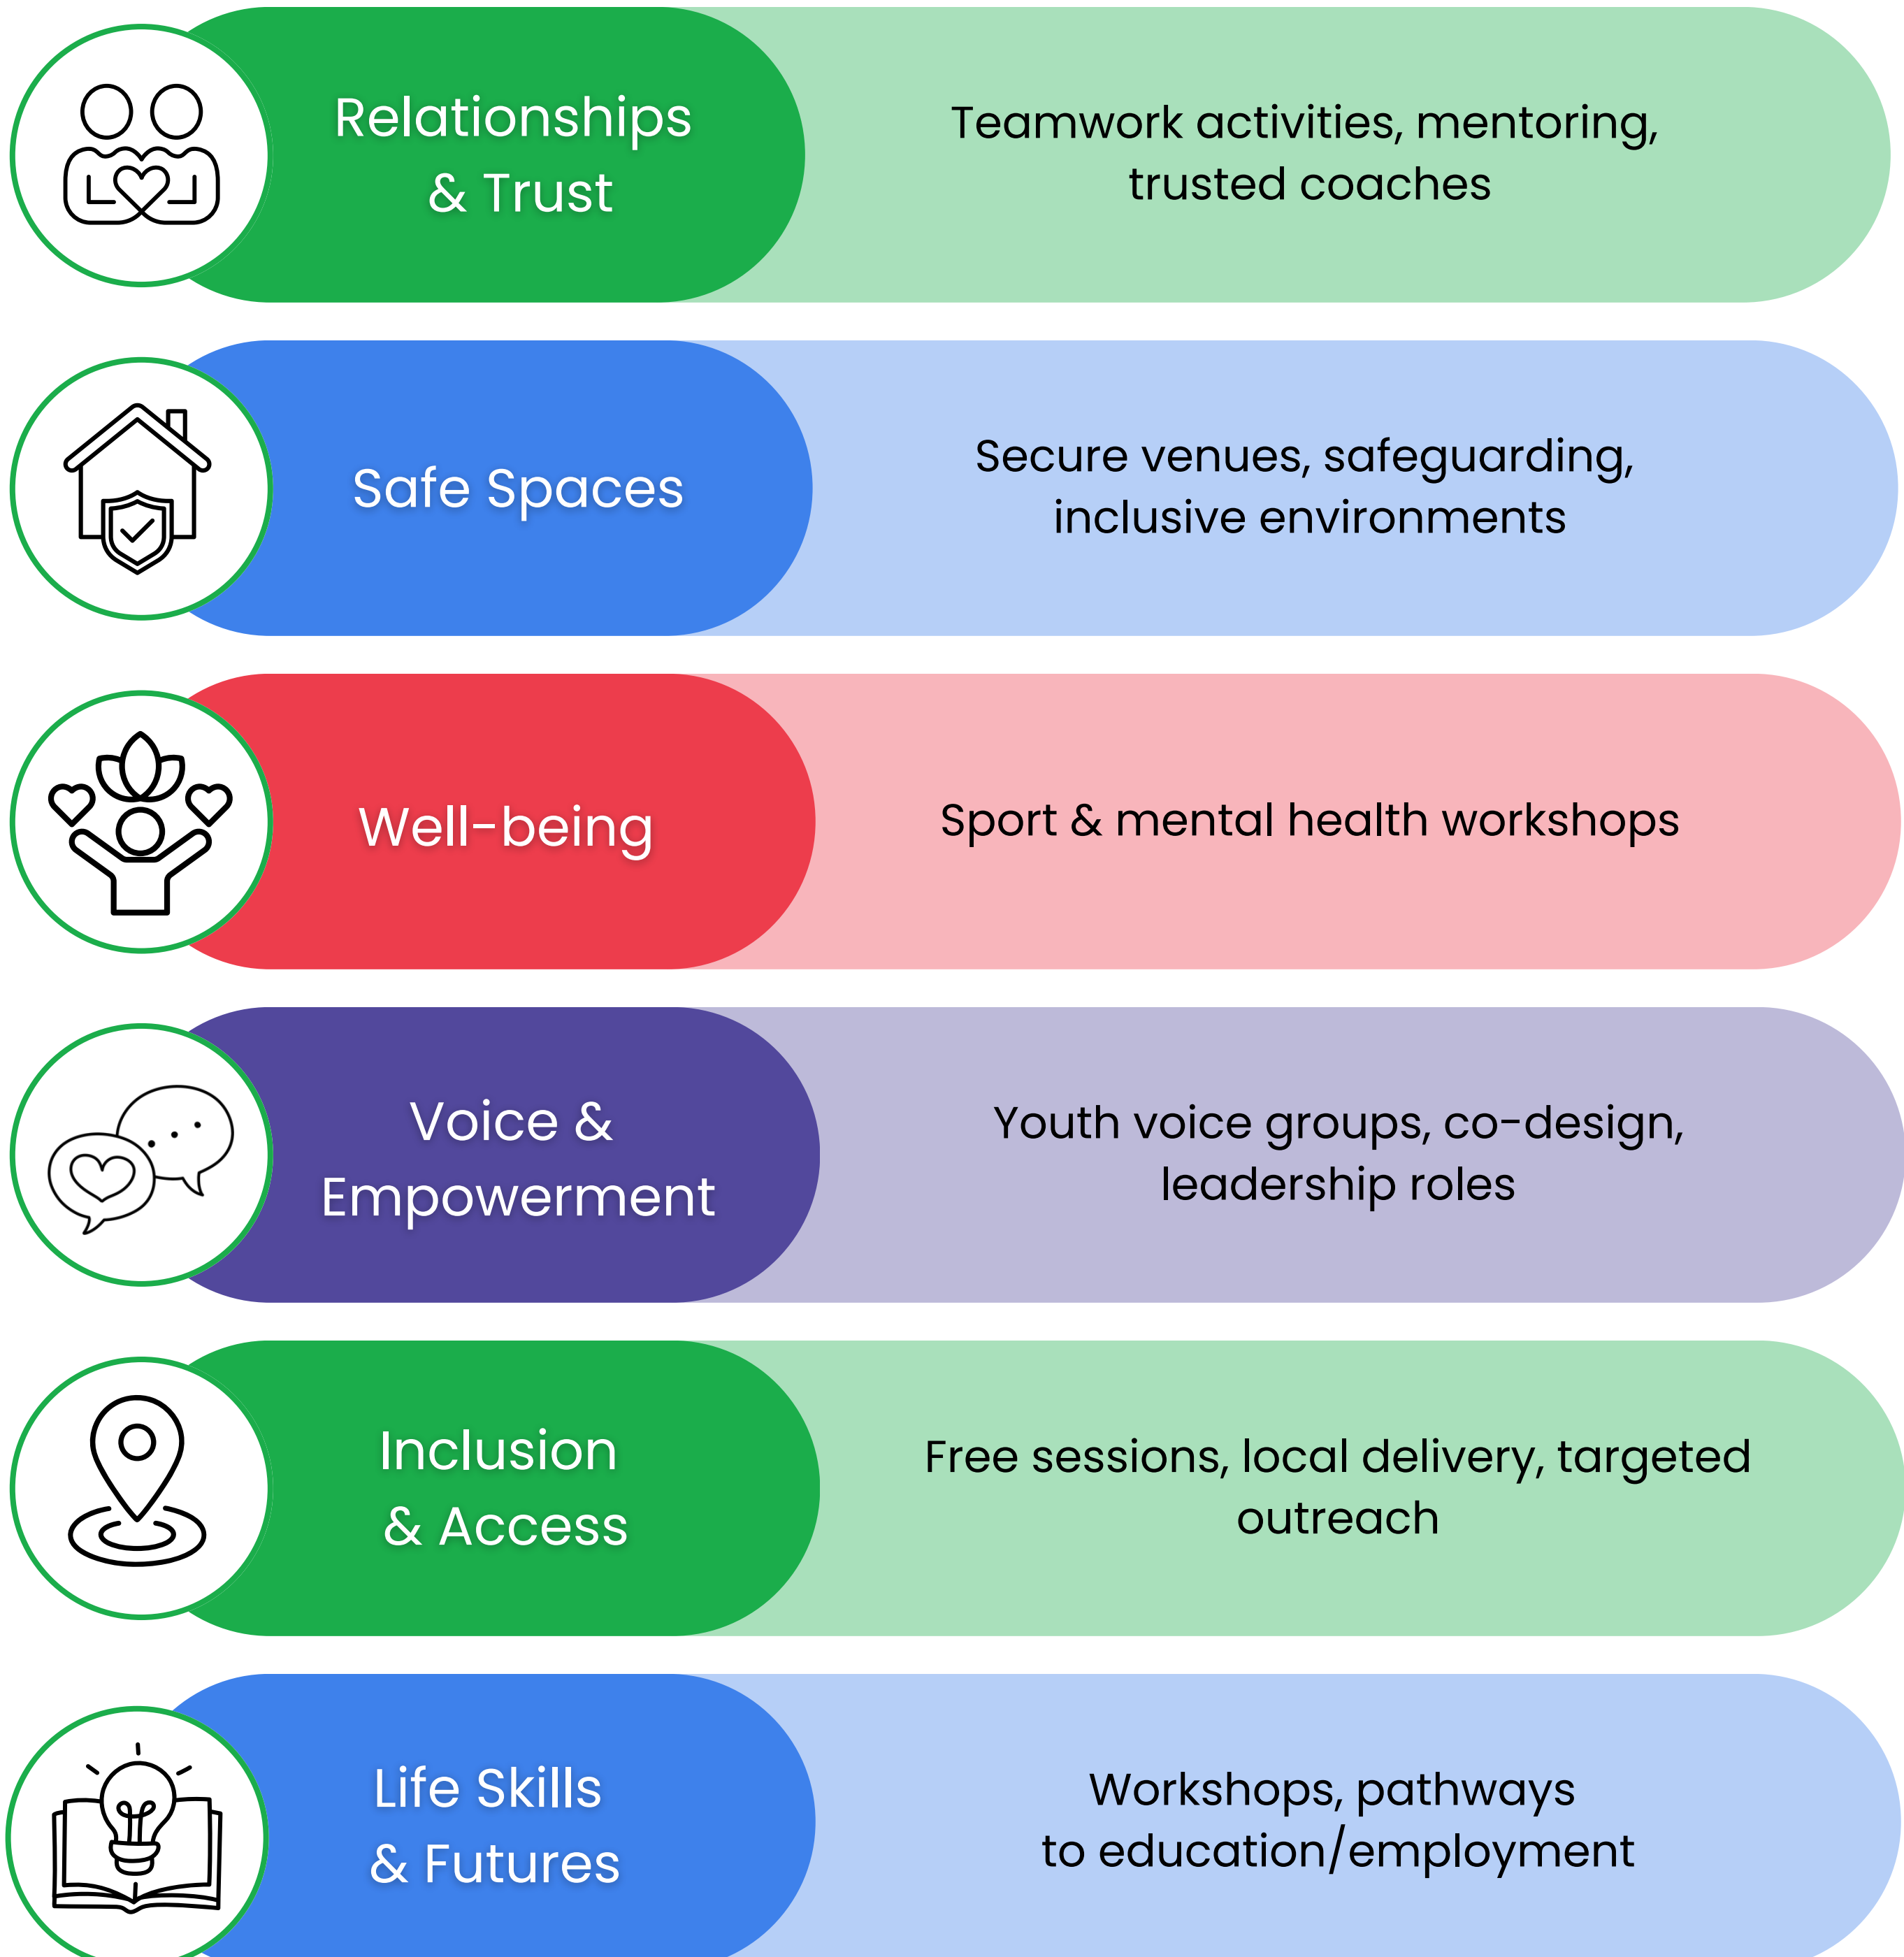 Relationships
& Trust
Teamwork activities, mentoring,
trusted coaches
Safe Spaces
Secure venues, safeguarding,
inclusive environments
Well-being
Sport & mental health workshops
Voice &
Empowerment
Youth voice groups, co-design,
leadership roles
Inclusion
& Access
Free sessions, local delivery, targeted
outreach
Life Skills
& Futures
Workshops, pathways
to education/employment